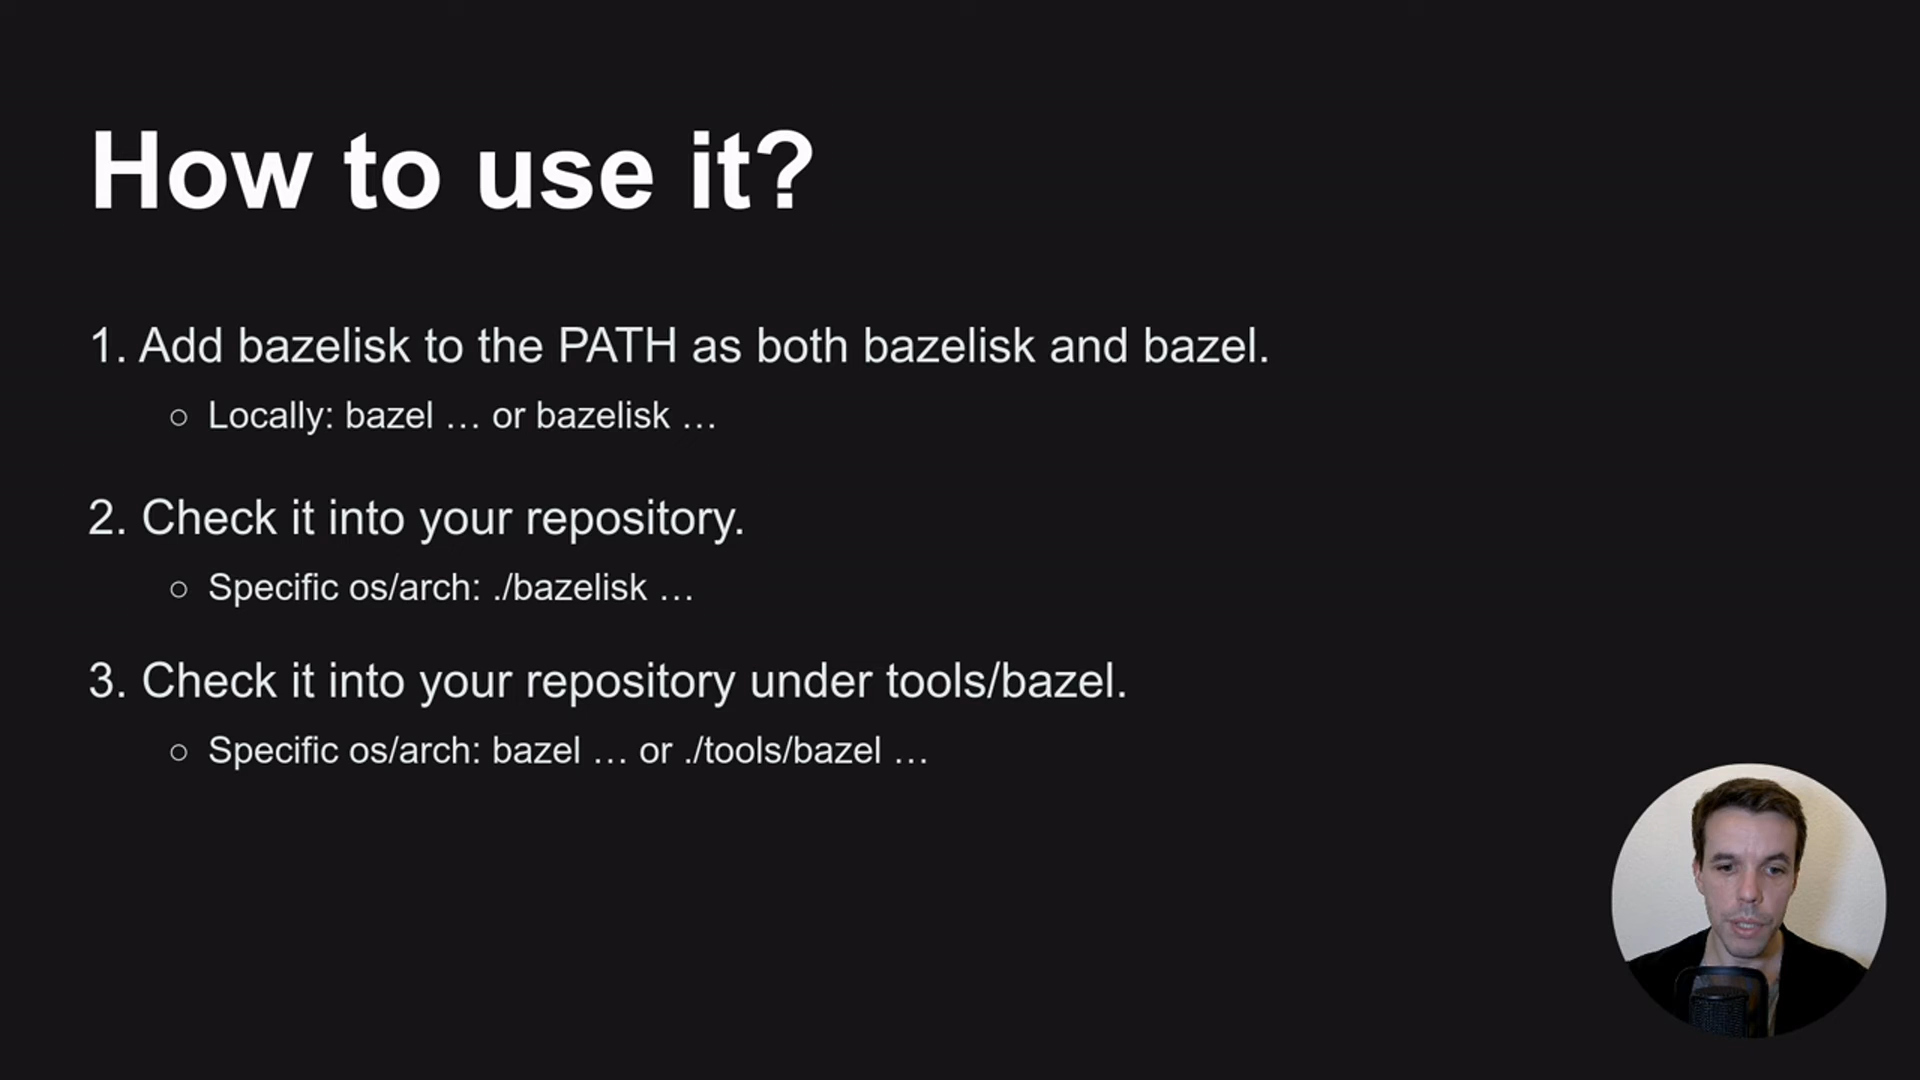 How to use it?
1. Add bazelisk to the PATH as both bazelisk and bazel.
○ Locally: bazel … or bazelisk …
2. Check it into your repository.
○ Specific os/arch: ./bazelisk …
3. Check it into your repository under tools/bazel.
○ Specific os/arch: bazel … or ./tools/bazel …